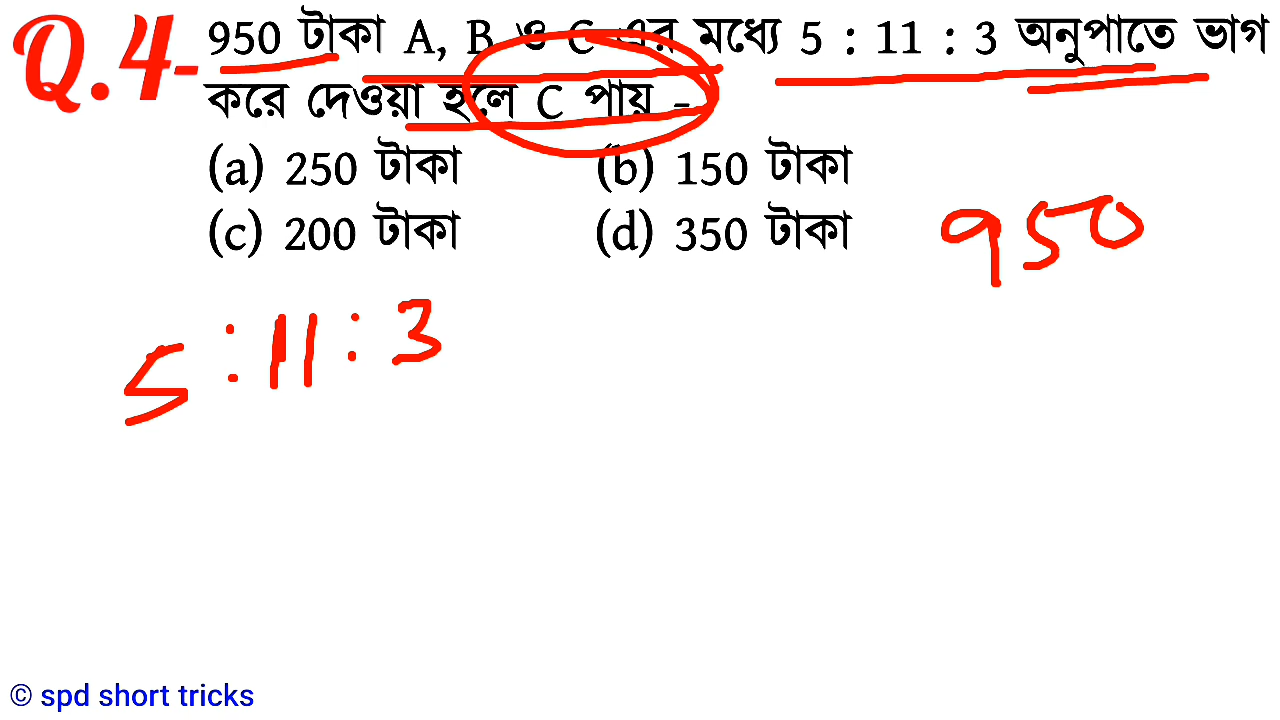 Q.4- 950 টাকা A, B ও C এর মধ্যে 5 : 11 : 3 অনুপাতে ভাগ
করে দেওয়া হলে C পায় -
(a) 250 টাকা (b) 150 টাকা
(c) 200 টাকা (d) 350 টাকা
950
5 : 11 : 3
© spd short tricks